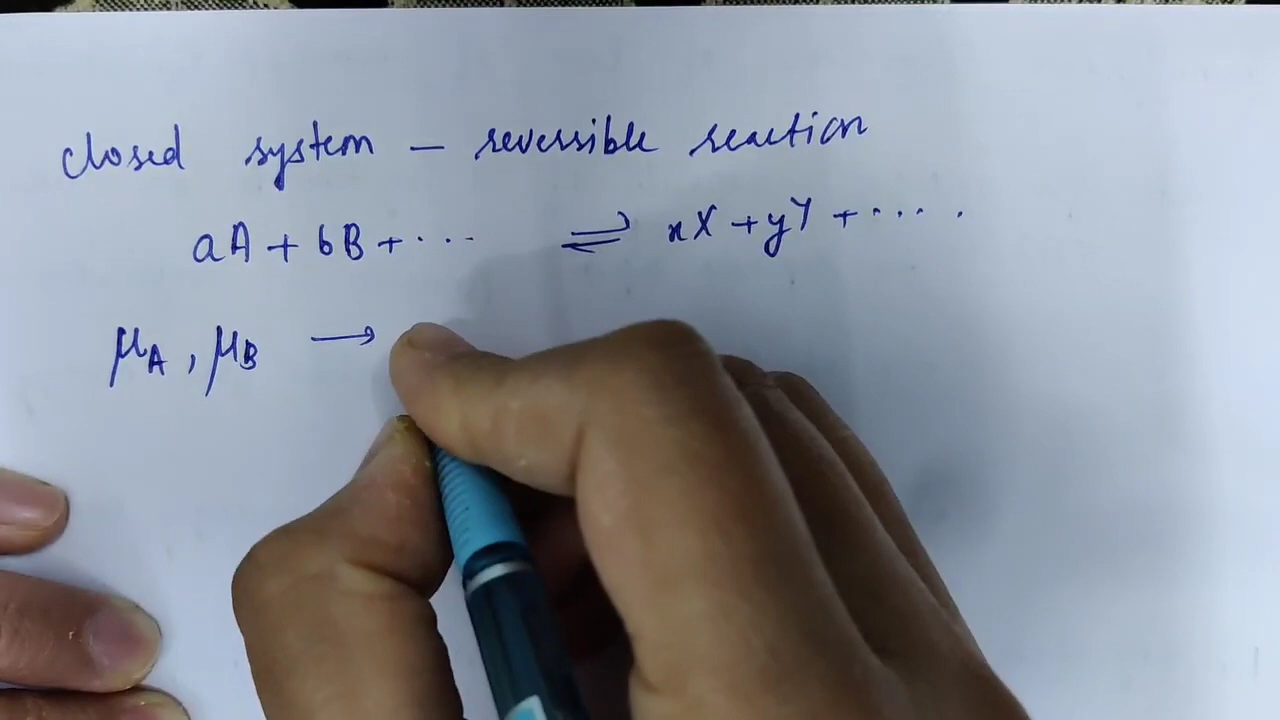 closed system – reversible reaction
aA + bB + ... ⇌ xX + yY + .... .
μA , μB →